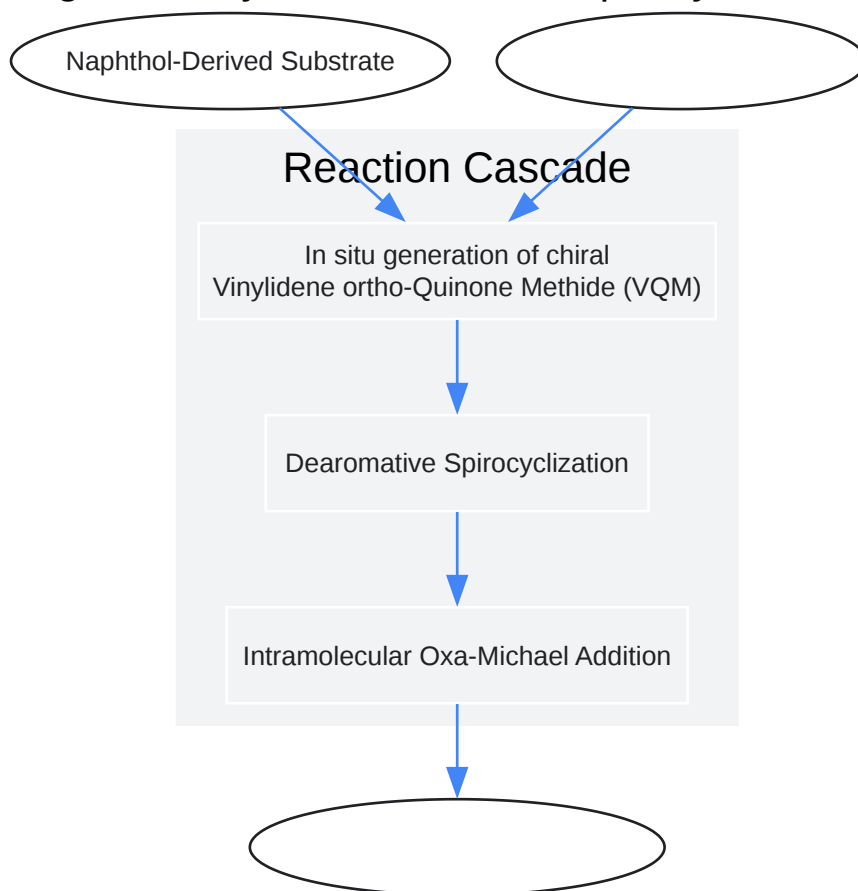 Naphthol-Derived Substrate
Reaction Cascade
In situ generation of chiral
Vinylidene ortho-Quinone Methide (VQM)
Dearomative Spirocyclization
Intramolecular Oxa-Michael Addition